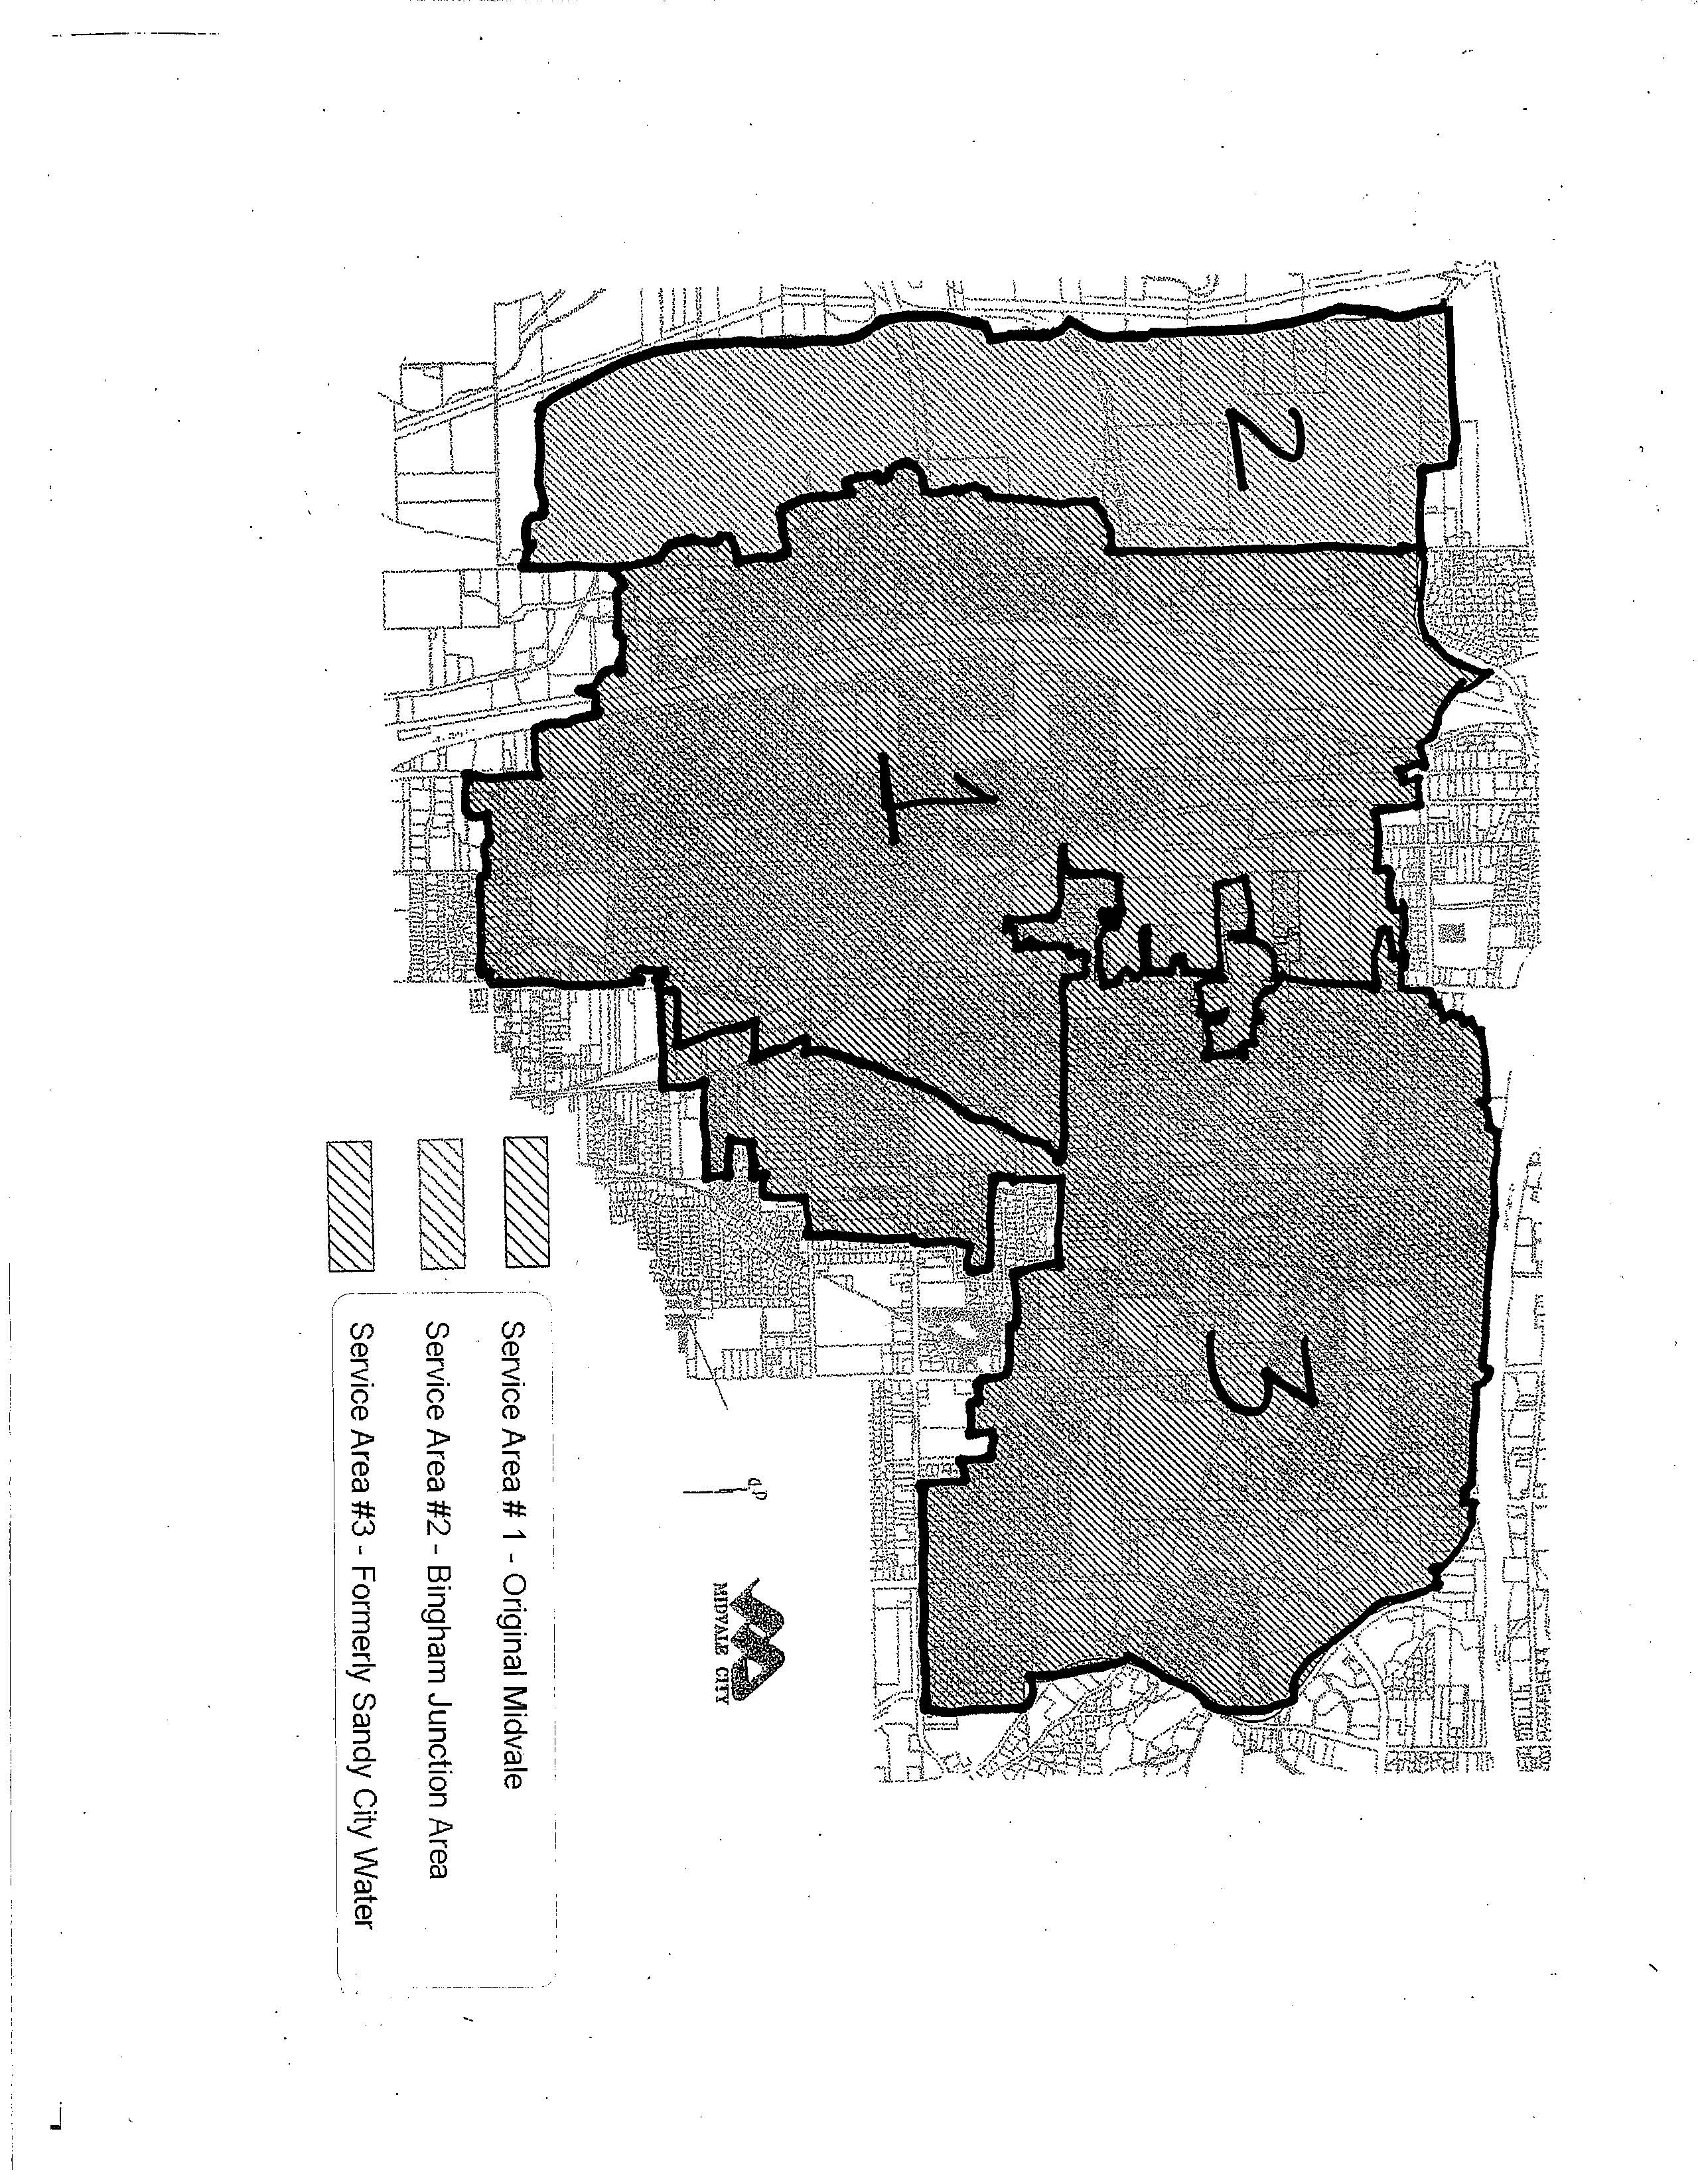 2
1
3
MIDVALE CITY
Service Area # 1 - Original Midvale
Service Area #2 - Bingham Junction Area
Service Area #3 - Formerly Sandy City Water